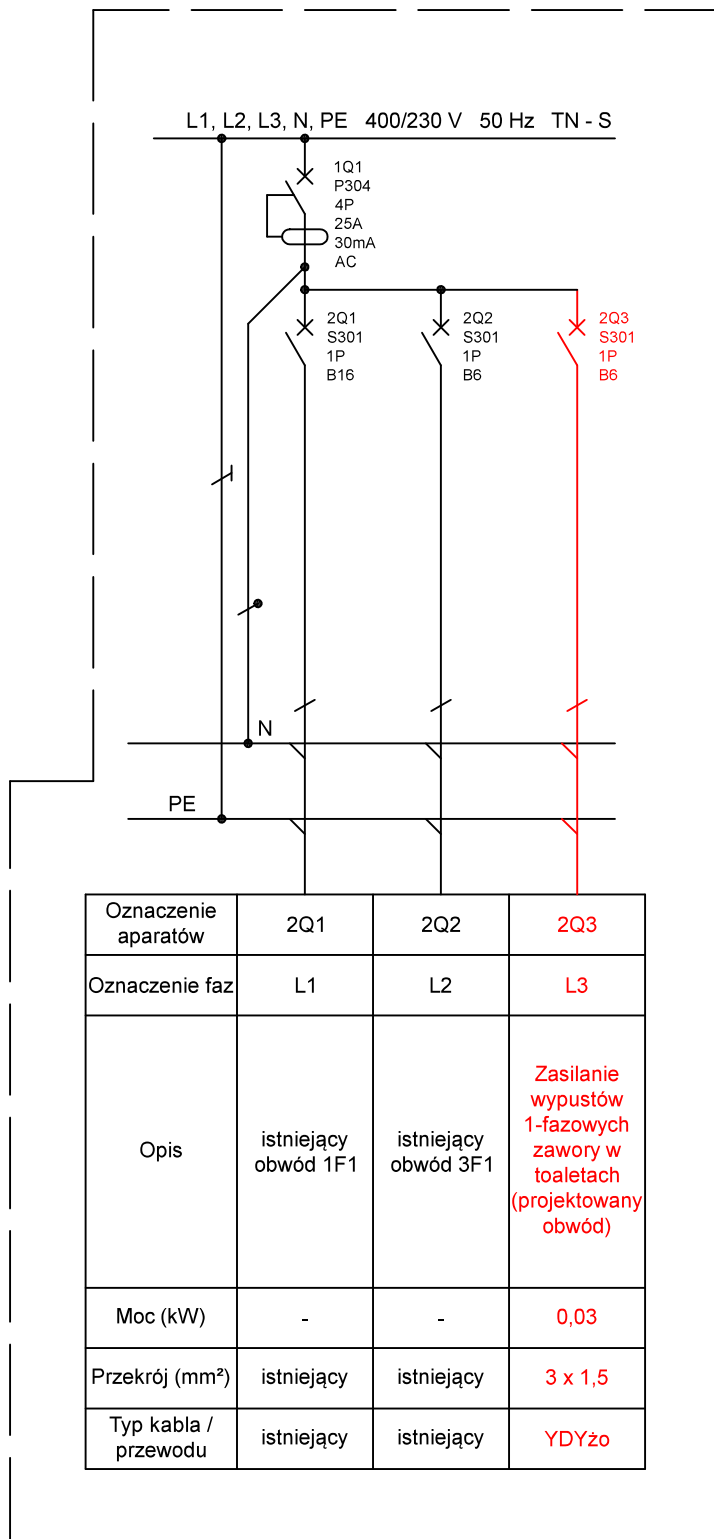 L1, L2, L3, N, PE 400/230 V 50 Hz TN - S
1Q1
P304
4P
25A
30mA
AC
2Q1
S301
1P
B16
2Q2
S301
1P
B6
2Q3
S301
1P
B6
N
PE
Oznaczenie
aparatów
2Q1
2Q2
2Q3
Oznaczenie faz
L1
L2
L3
Opis
istniejący
obwód 1F1
istniejący
obwód 3F1
Zasilanie
wypustów
1-fazowych
zawory w
toaletach
(projektowany
obwód)
Moc (kW)
-
-
0,03
Przekrój (mm²)
istniejący
istniejący
3 x 1,5
Typ kabla /
przewodu
istniejący
istniejący
YDYżo